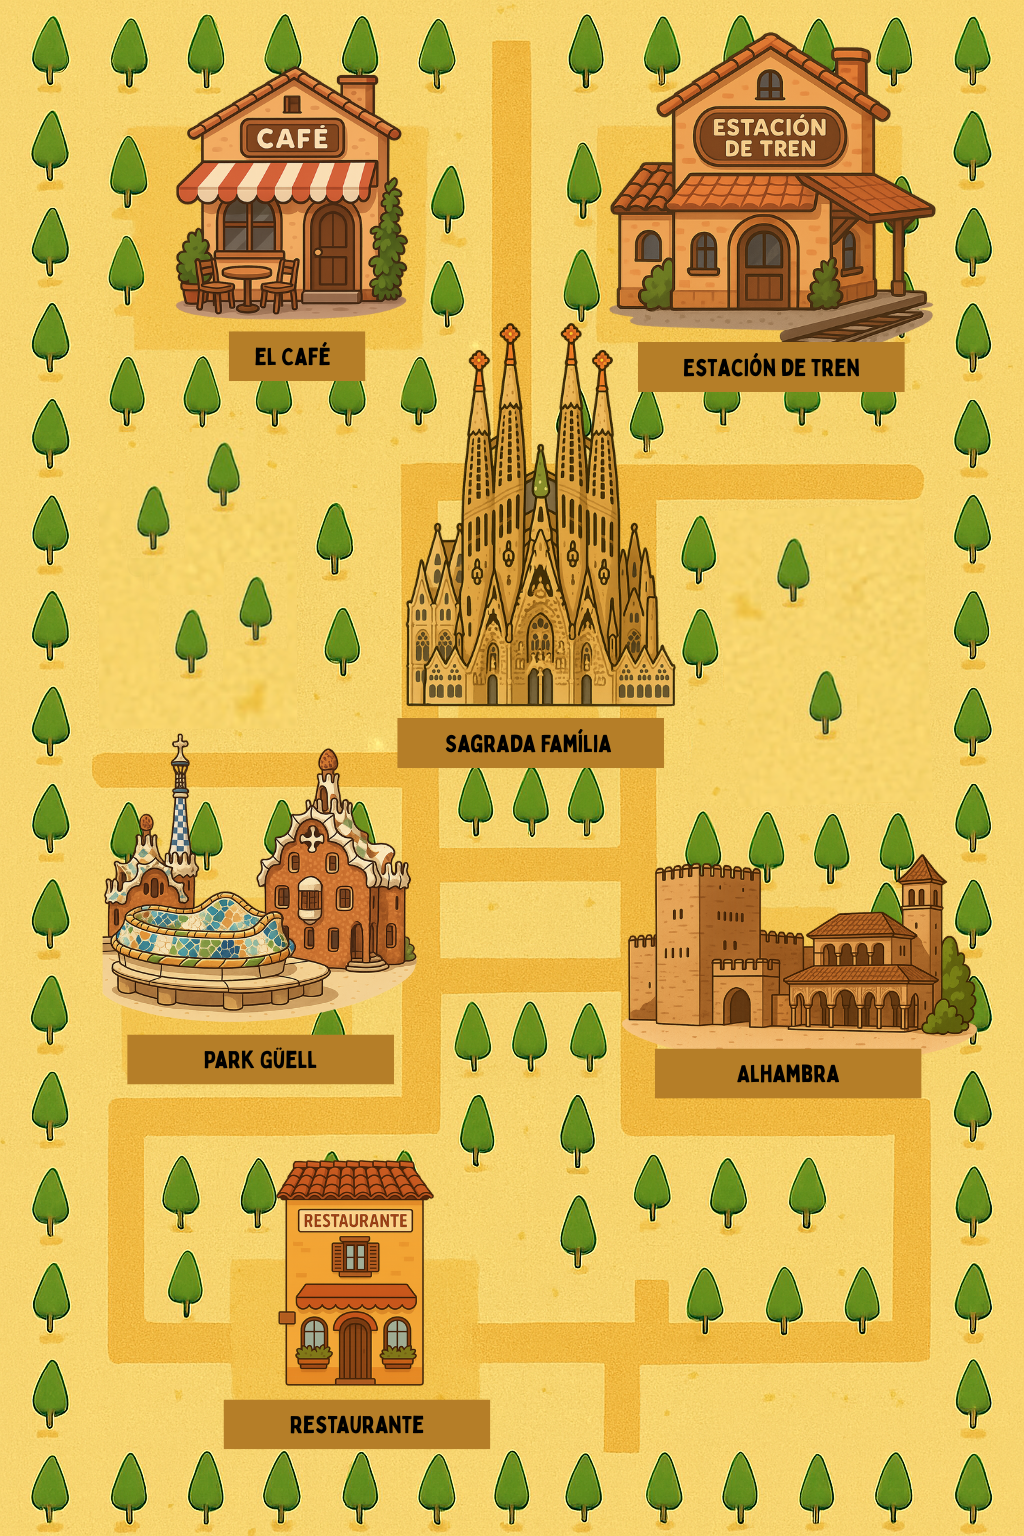 CAFÉ
ESTACIÓN
DE TREN
EL CAFÉ
ESTACIÓN DE TREN
SAGRADA FAMÍLIA
PARK GÜELL
ALHAMBRA
RESTAURANTE
RESTAURANTE